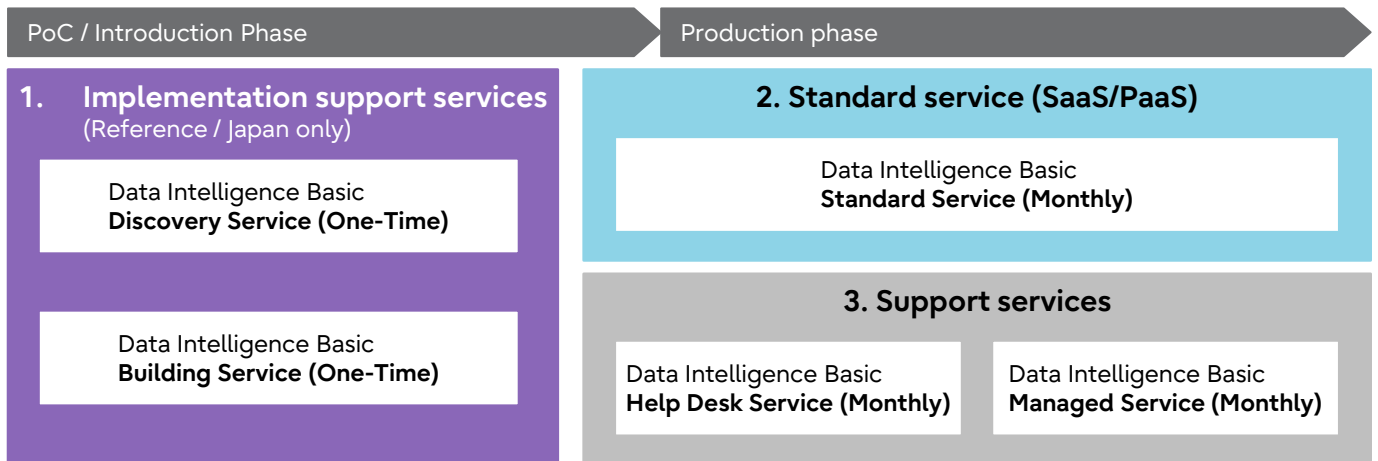 PoC / Introduction Phase
Production phase
1. Implementation support services
(Reference / Japan only)
Data Intelligence Basic
Discovery Service (One-Time)
Data Intelligence Basic
Building Service (One-Time)
2. Standard service (SaaS/PaaS)
Data Intelligence Basic
Standard Service (Monthly)
3. Support services
Data Intelligence Basic
Help Desk Service (Monthly)
Data Intelligence Basic
Managed Service (Monthly)